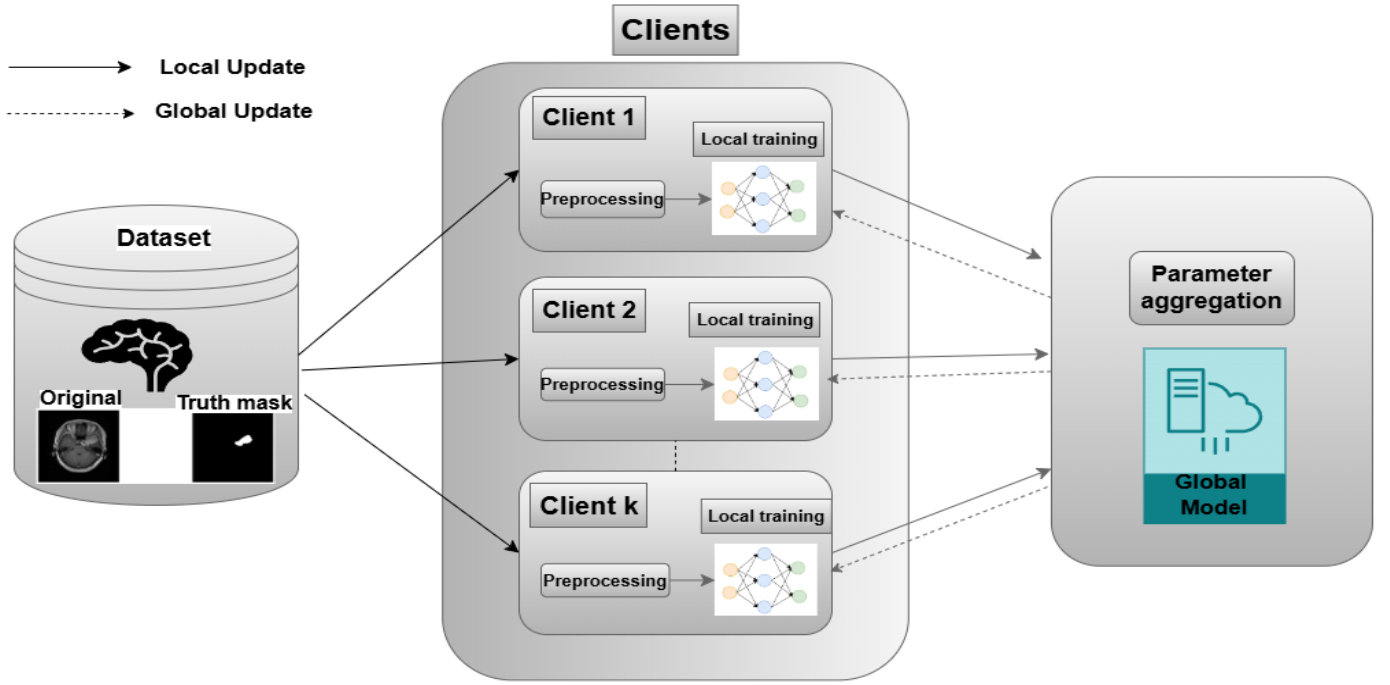 Clients
Local Update
Global Update
Client 1
Local training
Preprocessing
Dataset
Original
Truth mask
Client 2
Local training
Preprocessing
Client k
Local training
Preprocessing
Parameter
aggregation
Global
Model